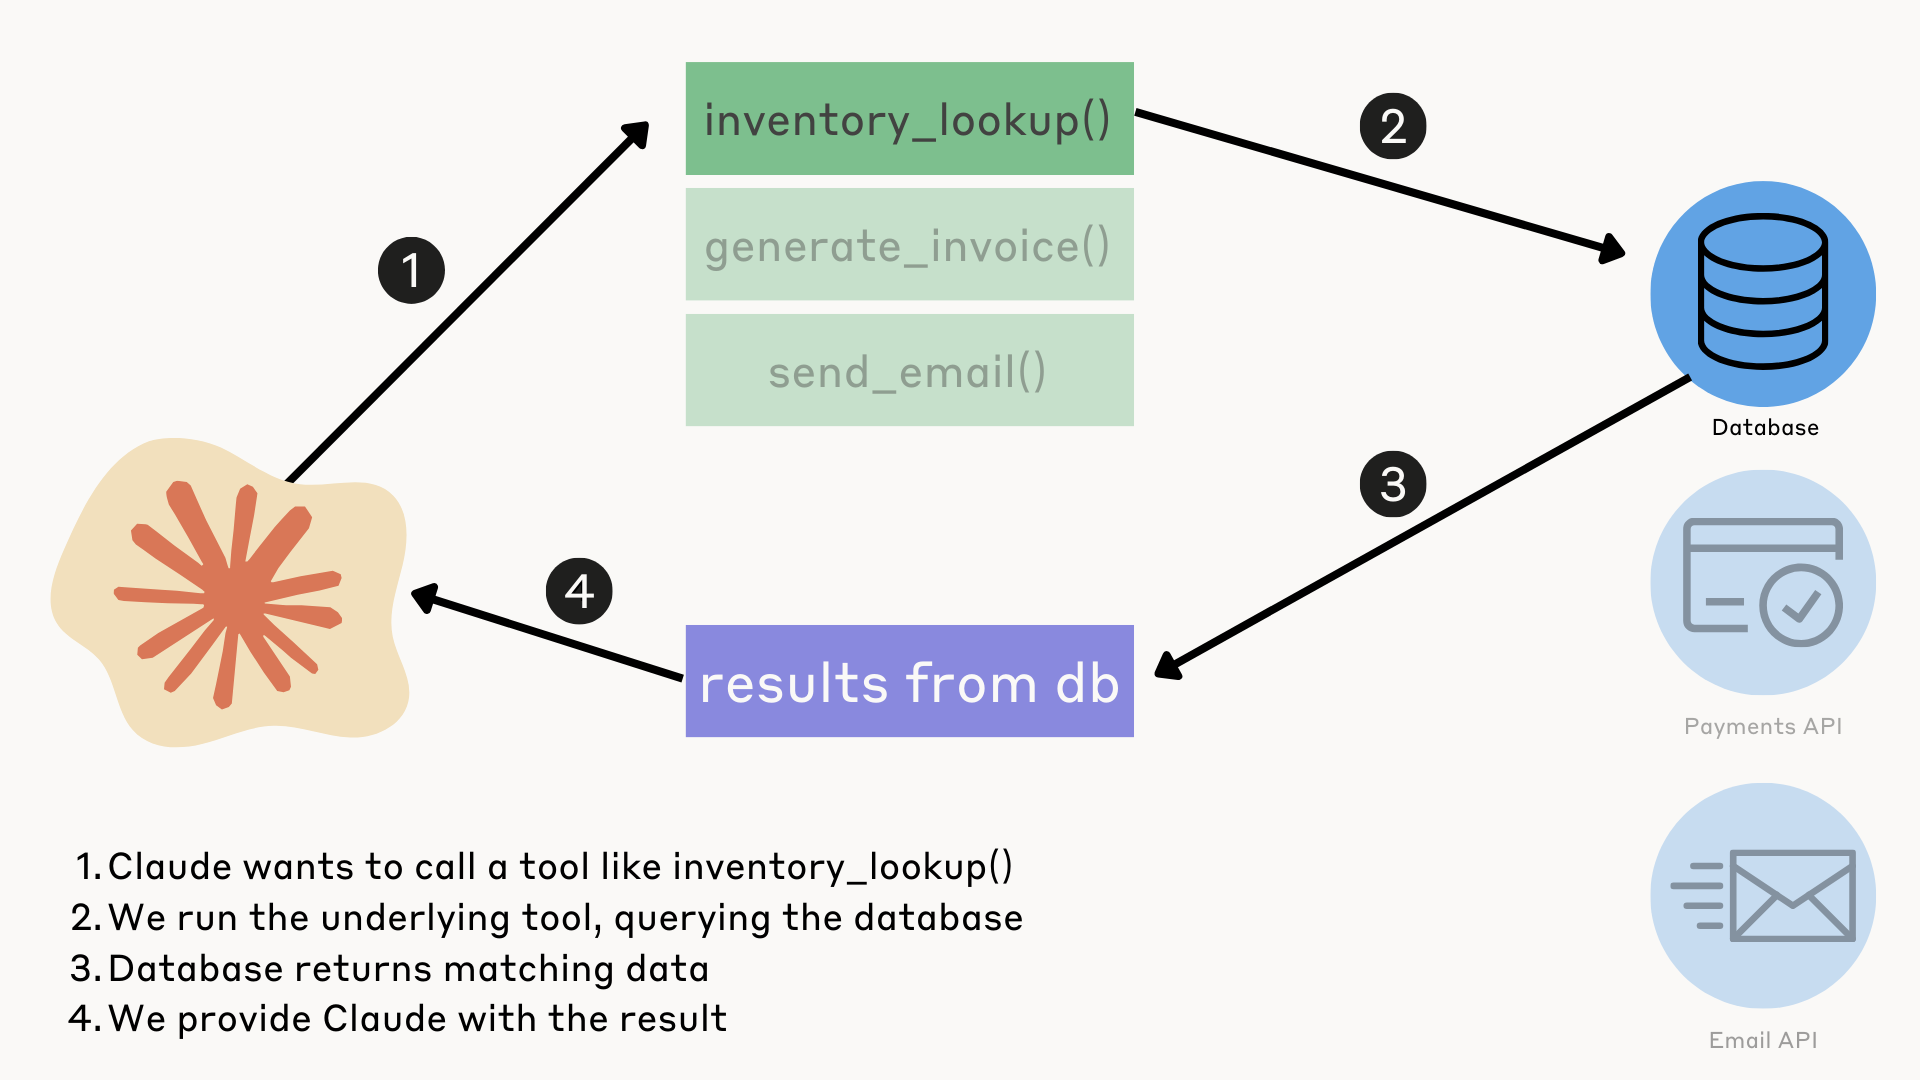 inventory_lookup()
generate_invoice()
send_email()
1
2
3
4
Database
results from db
Payments API
Email API
1. Claude wants to call a tool like inventory_lookup()
2. We run the underlying tool, querying the database
3. Database returns matching data
4. We provide Claude with the result